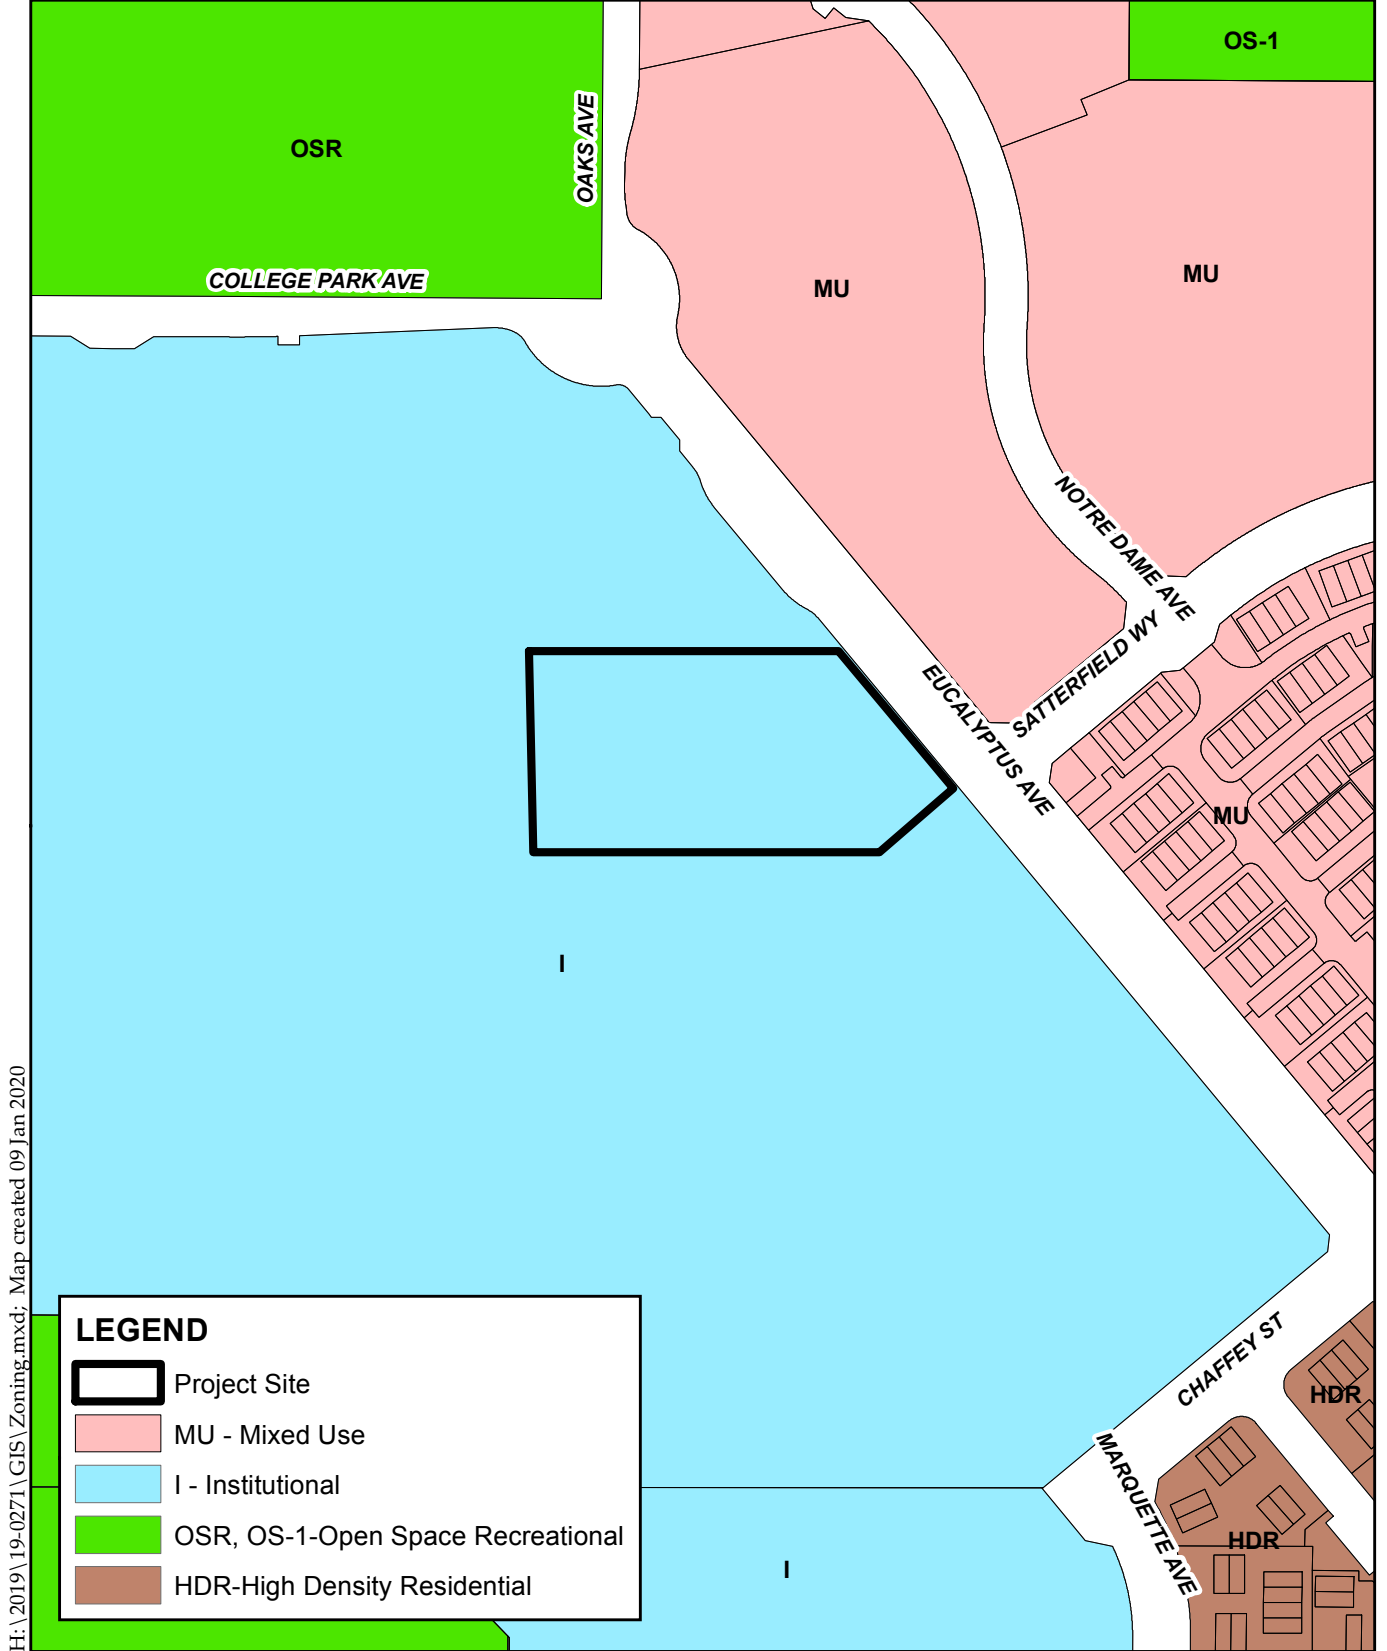 OS-1
OSR
OAKS AVE
COLLEGE PARK AVE
MU
MU
NOTRE DAME AVE
SATTERFIELD WY
EUCALYPTUS AVE
MU
I
H:\2019\19-0271\GIS\Zoning.mxd; Map created 09 Jan 2020
CHAFFEY ST
HDR
MARQUETTE AVE
HDR
I
LEGEND
Project Site
MU - Mixed Use
I - Institutional
OSR, OS-1-Open Space Recreational
HDR-High Density Residential